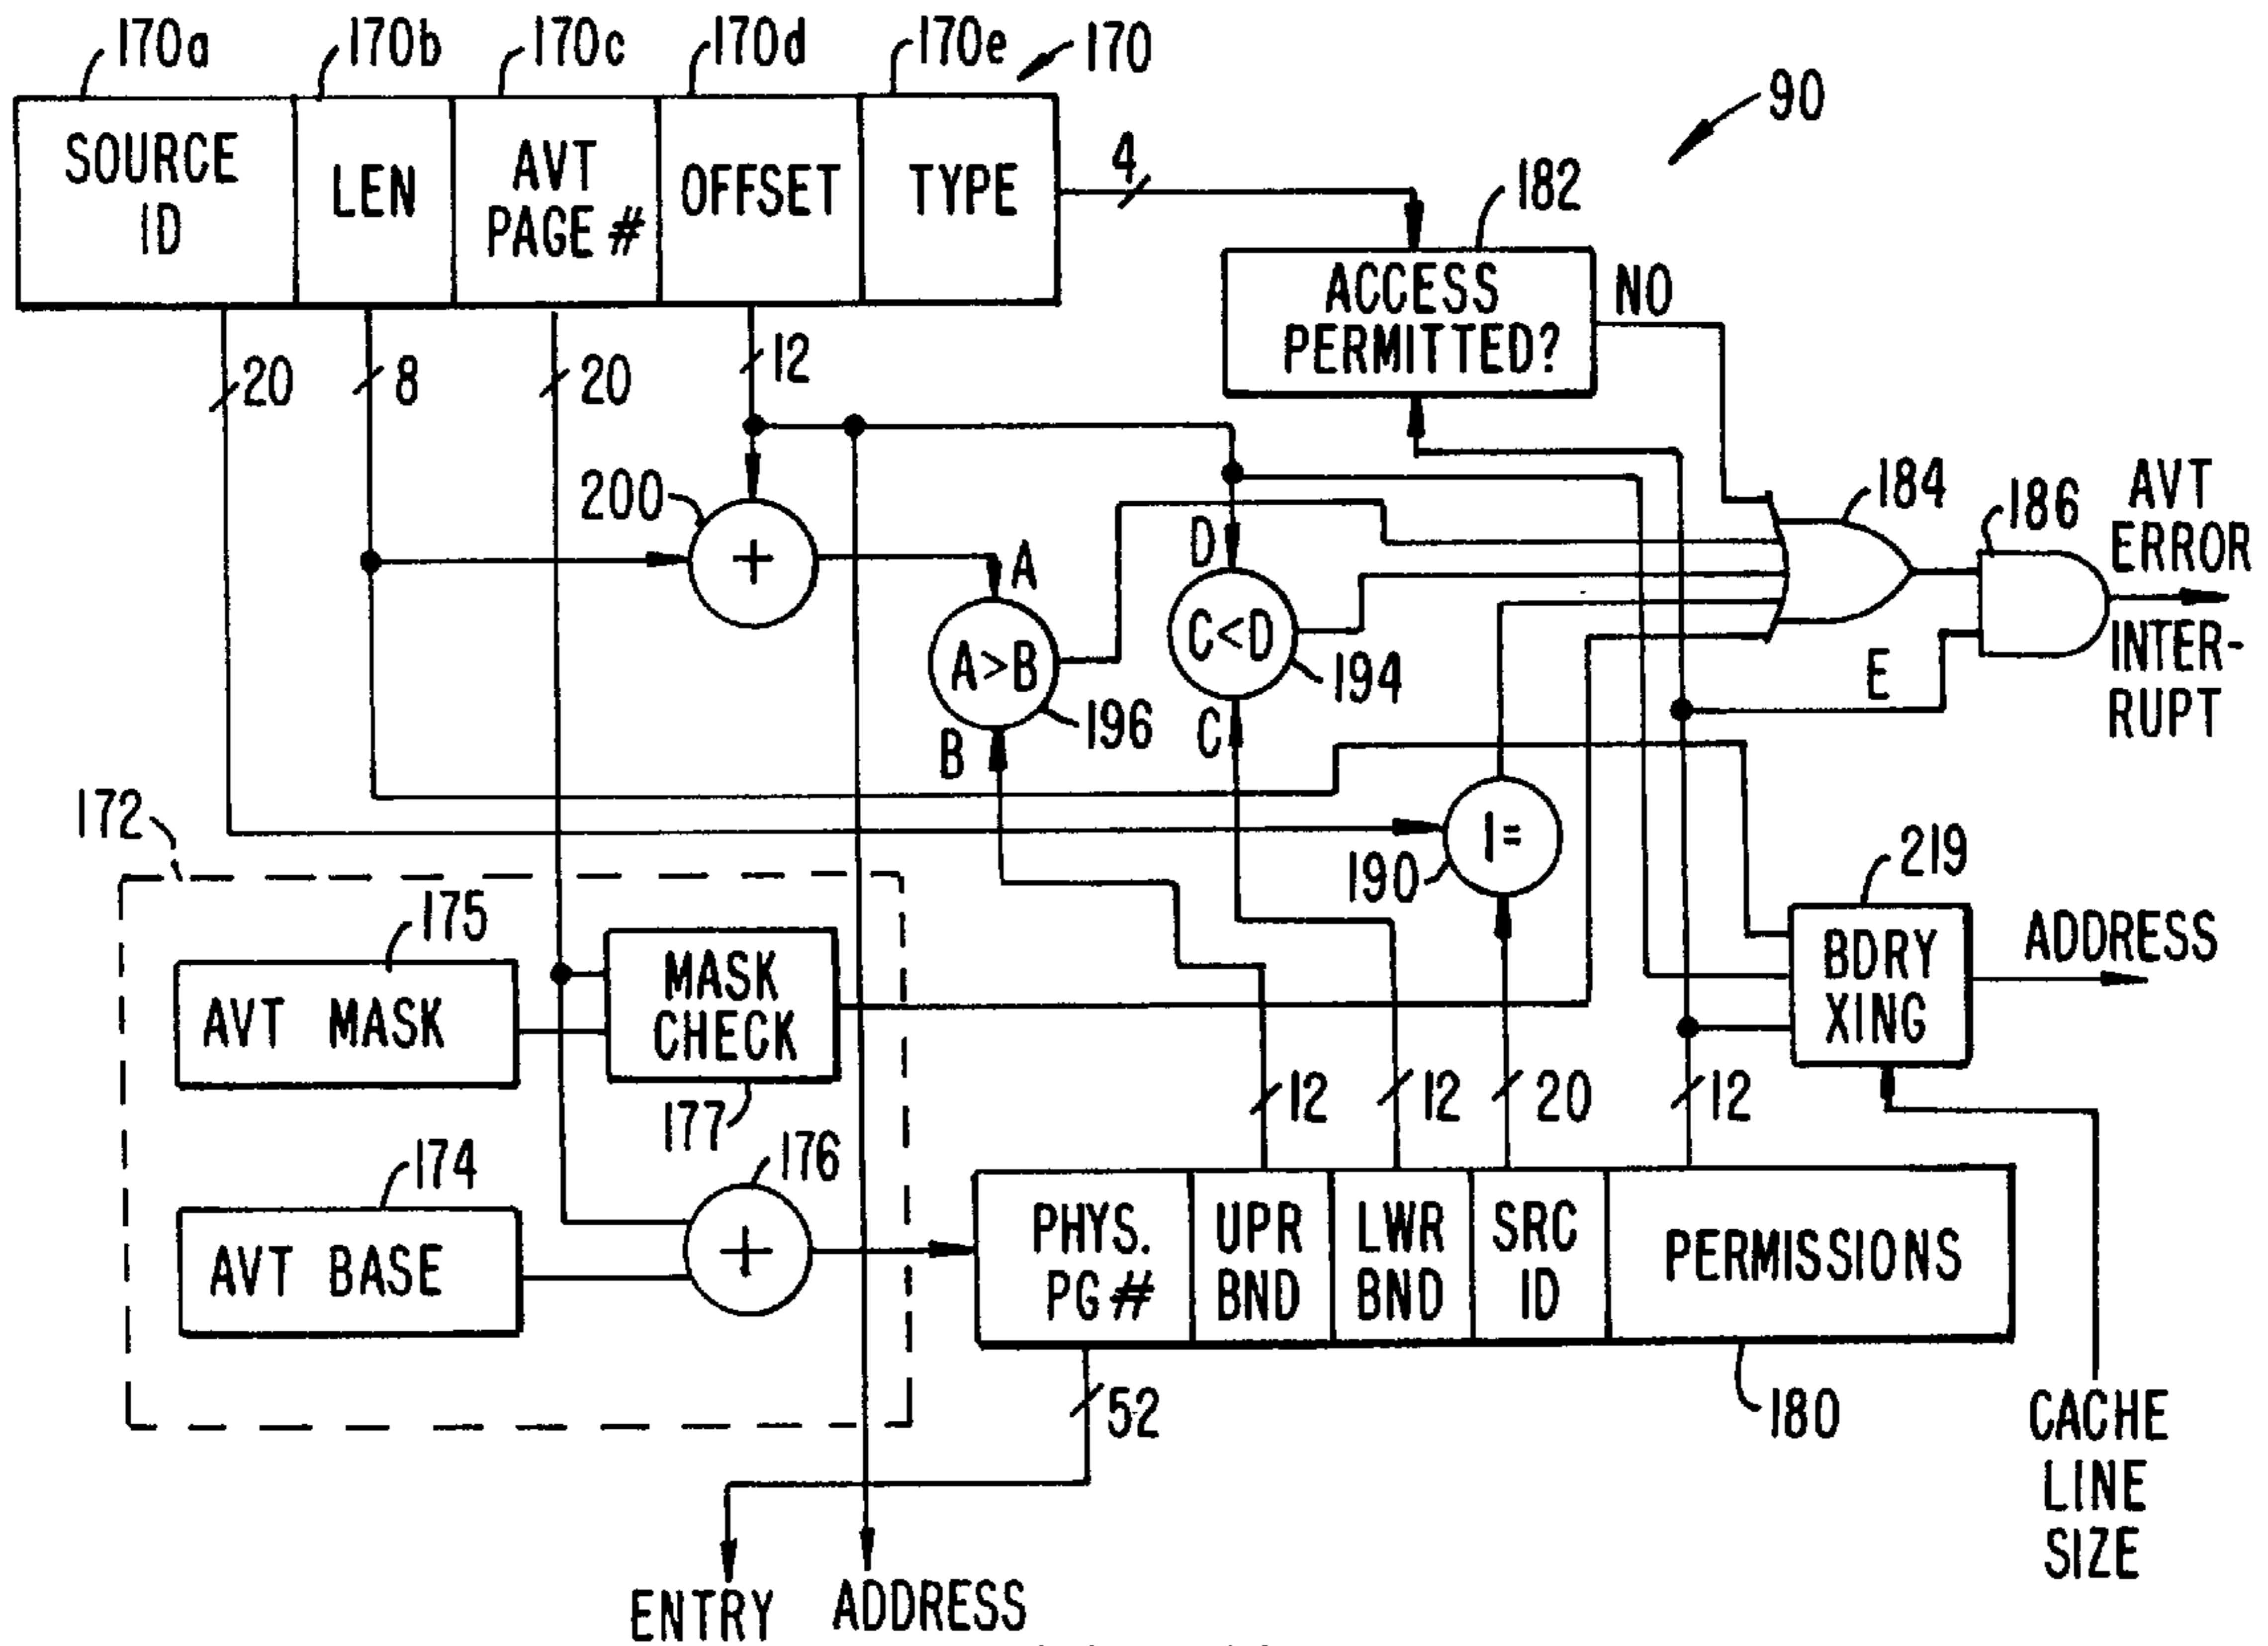 170a
170b
170c
170d
170e
170
90
SOURCE
ID
LEN
AVT
PAGE #
OFFSET
TYPE
4
182
ACCESS
PERMITTED?
NO
20
8
20
12
200
+
A
D
184
186
AVT
ERROR
INTER-
RUPT
A>B
196
B
C<D
194
C
E
172
1=
190
219
BDRY
XING
ADDRESS
175
AVT MASK
MASK
CHECK
177
174
AVT BASE
176
+
12
12
20
12
PHYS.
PG #
UPR
BND
LWR
BND
SRC
ID
PERMISSIONS
52
180
CACHE
LINE
SIZE
ENTRY
ADDRESS